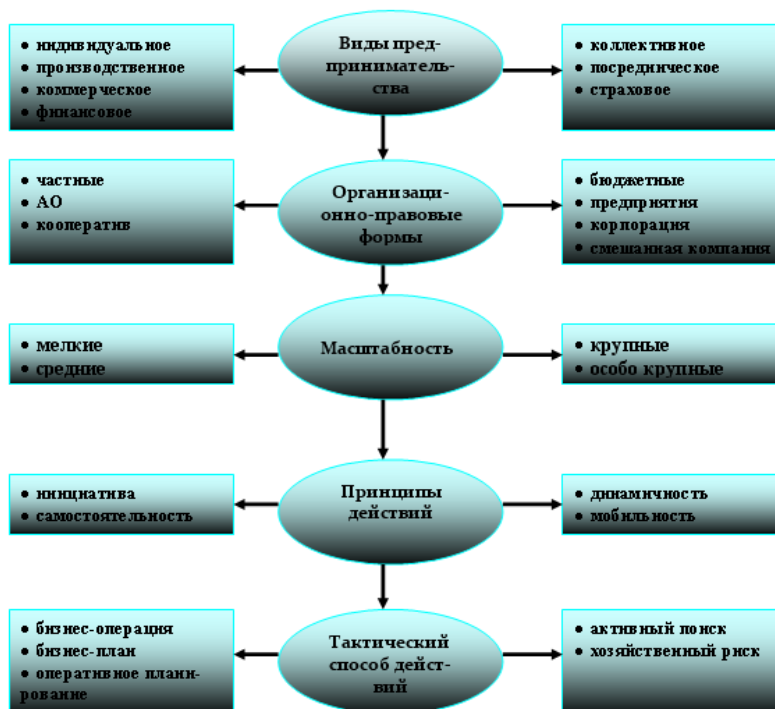 • индивидуальное
• производственное
• коммерческое
• финансовое
Виды пред-
приниматель-
ства
• коллективное
• посредническое
• страховое
• частные
• АО
• кооператив
Организаци-
онно-правовые
формы
• бюджетные
• предприятия
• корпорация
• смешанная компания
• мелкие
• средние
Масштабность
• крупные
• особо крупные
• инициатива
• самостоятельность
Принципы
действий
• динамичность
• мобильность
• бизнес-операция
• бизнес-план
• оперативное плани-
рование
Тактический
способ дейст-
вий
• активный поиск
• хозяйственный риск